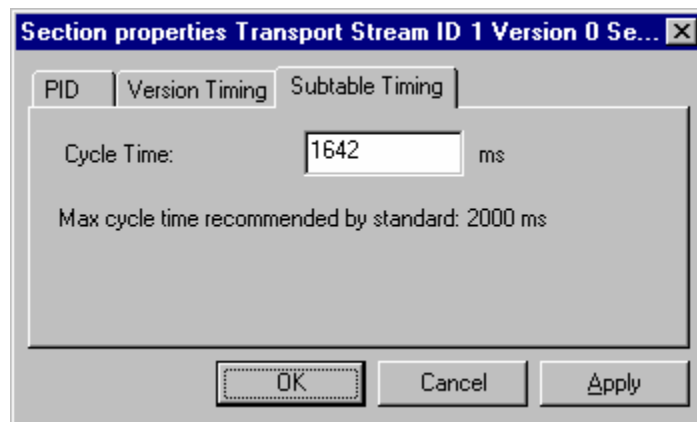 Section properties Transport Stream ID 1 Version 0 Se...
PID Version Timing Subtable Timing
Cycle Time: 1642 ms
Max cycle time recommended by standard: 2000 ms
OK Cancel Apply